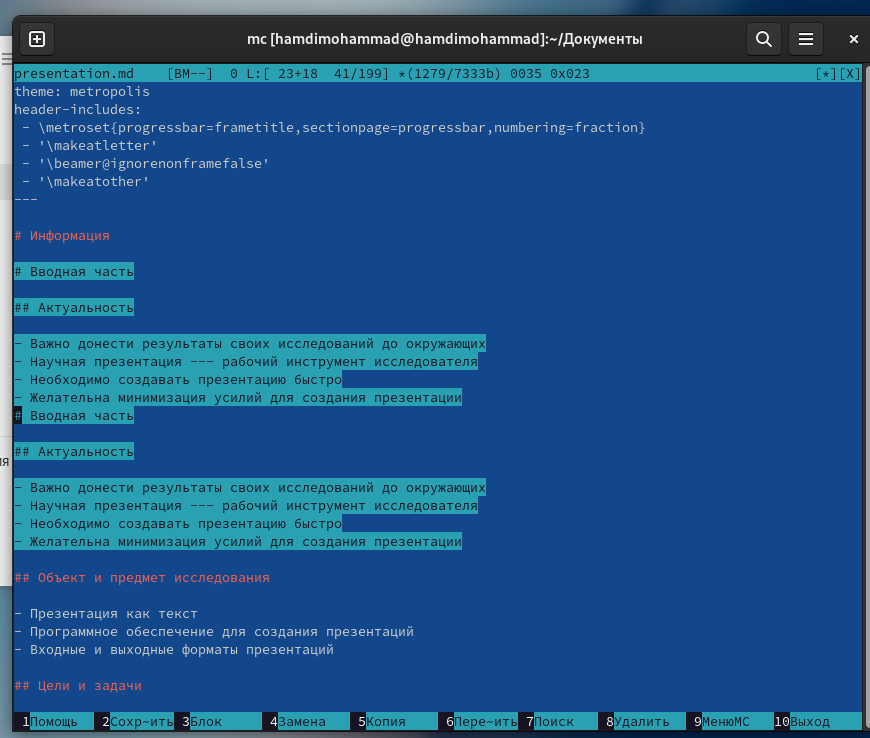 mc [hamdimohammad@hamdimohammad]:~/Документы
presentation.md    [BM--]  0 L:[ 23+18  41/199] *(1279/7333b) 0035 0x023    [*][X]
theme: metropolis
header-includes:
 - \metroset{progressbar=frametitle,sectionpage=progressbar,numbering=fraction}
 - '\makeatletter'
 - '\beamer@ignorenonframefalse'
 - '\makeatother'
---
# Информация
# Вводная часть
## Актуальность
- Важно донести результаты своих исследований до окружающих
- Научная презентация --- рабочий инструмент исследователя
- Необходимо создавать презентацию быстро
- Желательна минимизация усилий для создания презентации
# Вводная часть
## Актуальность
- Важно донести результаты своих исследований до окружающих
- Научная презентация --- рабочий инструмент исследователя
- Необходимо создавать презентацию быстро
- Желательна минимизация усилий для создания презентации
## Объект и предмет исследования
- Презентация как текст
- Программное обеспечение для создания презентаций
- Входные и выходные форматы презентаций
## Цели и задачи
1Помощь 2Сохр~ить 3Блок 4Замена 5Копия 6Пере~ить 7Поиск 8Удалить 9МенюMC 10Выход